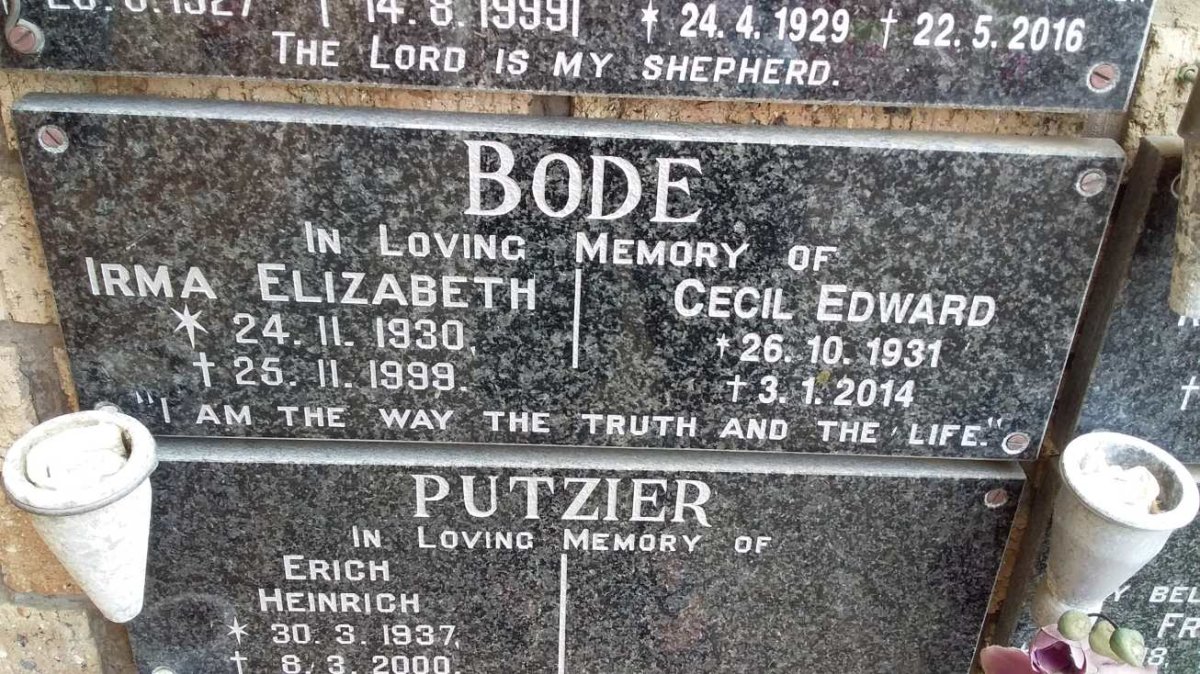 14.8.1999
* 24.4.1929 † 22.5.2016
THE LORD IS MY SHEPHERD.
BODE
IN LOVING MEMORY OF
IRMA ELIZABETH
* 24.11.1930.
† 25.11.1999.
CECIL EDWARD
* 26.10.1931
† 3.1.2014
"I AM THE WAY THE TRUTH AND THE LIFE."
PUTZIER
IN LOVING MEMORY OF
ERICH
HEINRICH
* 30.3.1937.
† 8.3.2000.